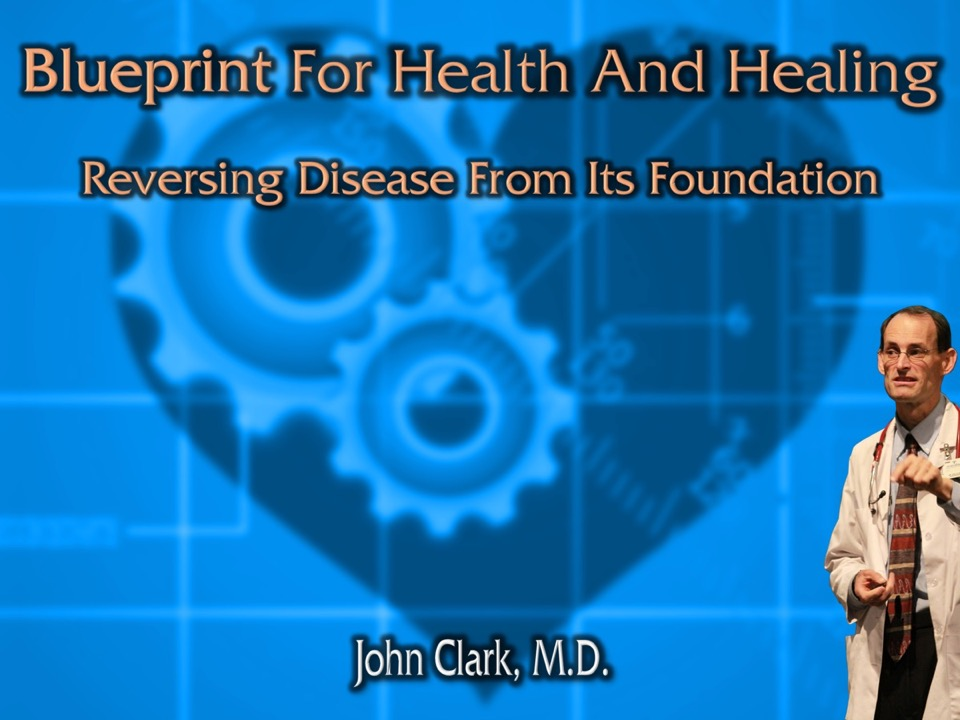 Blueprint For Health And Healing
Reversing Disease From Its Foundation
John Clark, M.D.